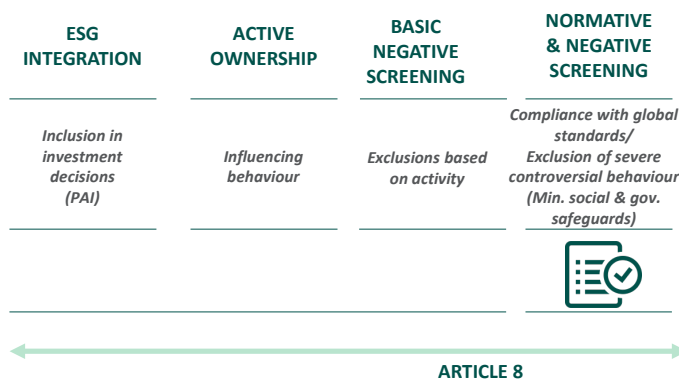 ESG
INTEGRATION
ACTIVE
OWNERSHIP
BASIC
NEGATIVE
SCREENING
NORMATIVE
& NEGATIVE
SCREENING
Inclusion in
investment
decisions
(PAI)
Influencing
behaviour
Exclusions based
on activity
Compliance with global
standards/
Exclusion of severe
controversial behaviour
(Min. social & gov.
safeguards)
ARTICLE 8